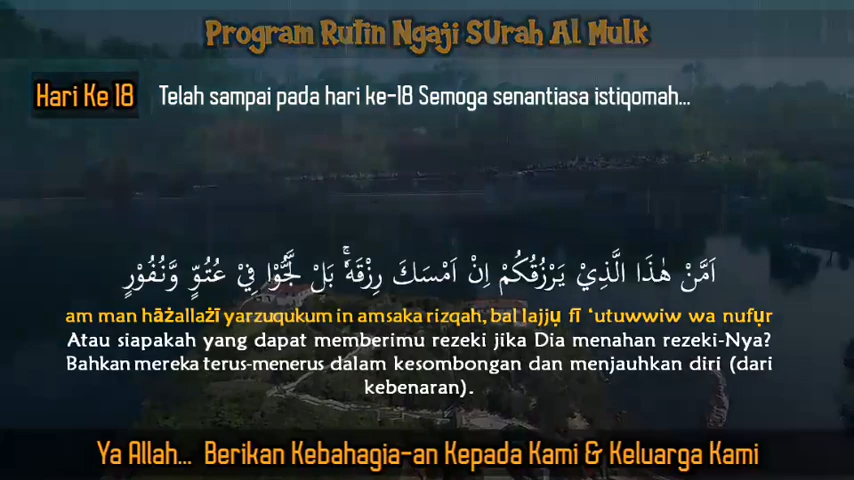 Program Rutin Ngaji SUrah Al Mulk
Hari Ke 18
Telah sampai pada hari ke-18 Semoga senantiasa istiqomah...
اَمَّنْ هٰذَا الَّذِيْ يَرْزُقُكُمْ اِنْ اَمْسَكَ رِزْقَهٗ ۚ بَلْ لَّجُّوْا فِيْ عُتُوٍّ وَّنُفُوْرٍ
am man hāżallażī yarzuqukum in amsaka rizqah, bal lajjụ fī ‘utuwwiw wa nufụr
Atau siapakah yang dapat memberimu rezeki jika Dia menahan rezeki-Nya?
Bahkan mereka terus-menerus dalam kesombongan dan menjauhkan diri (dari
kebenaran).
Ya Allah... Berikan Kebahagia-an Kepada Kami & Keluarga Kami